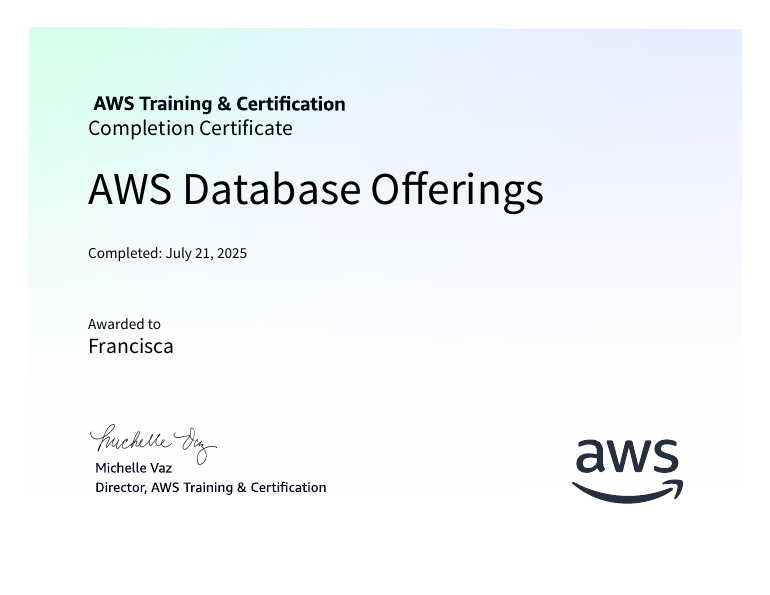 AWS Training & Certification
Completion Certificate
AWS Database Offerings
Completed: July 21, 2025
Awarded to
Francisca
Michelle Vaz
Michelle Vaz
Director, AWS Training & Certification
aws